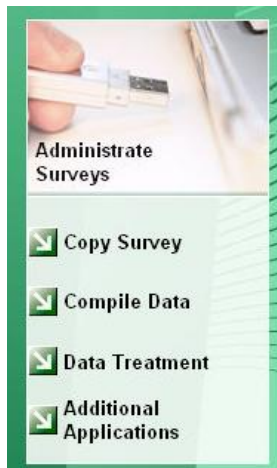 Administrate
Surveys
Copy Survey
Compile Data
Data Treatment
Additional
Applications